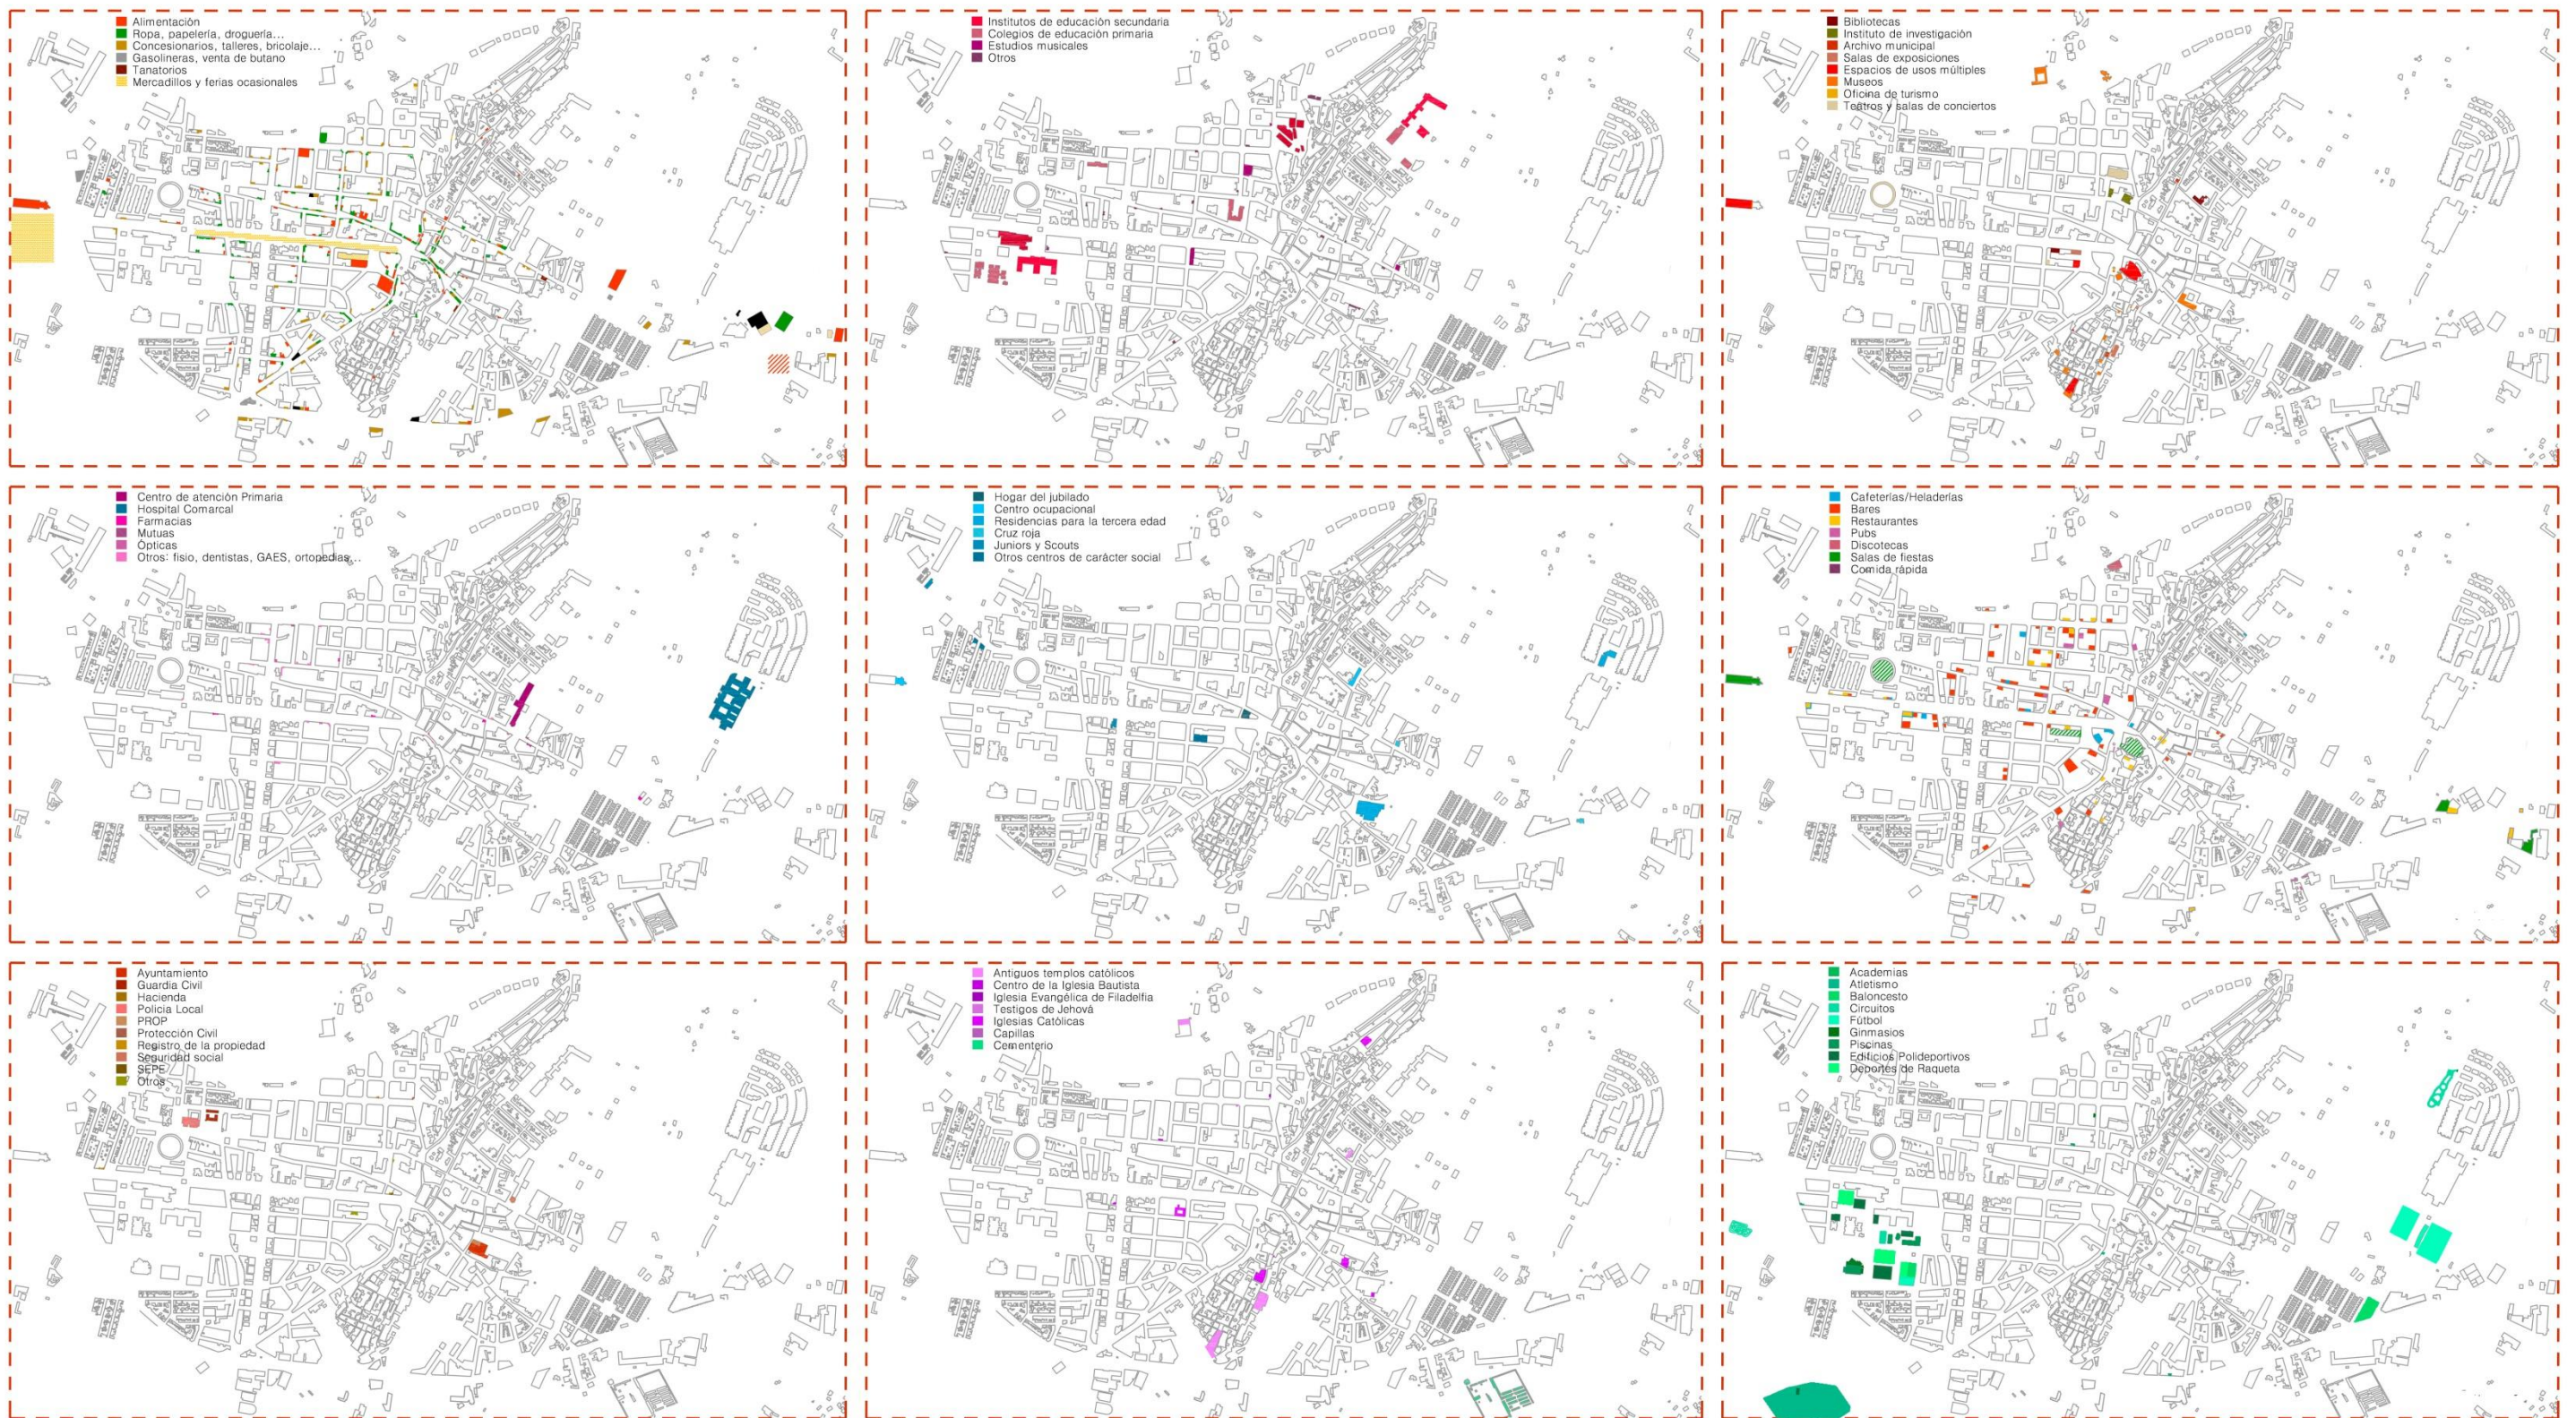 Alimentación
Ropa, papelería, droguería...
Concesionarios, talleres, bricolaje...
Gasolineras, venta de butano
Tanatorios
Mercadillos y ferias ocasionales
Institutos de educación secundaria
Colegios de educación primaria
Estudios musicales
Otros
Bibliotecas
Instituto de investigación
Archivo municipal
Salas de exposiciones
Espacios de usos múltiples
Museos
Oficina de turismo
Teatros y salas de conciertos
Centro de atención Primaria
Hospital Comarcal
Farmacias
Mutuas
Ópticas
Otros: fisio, dentistas, GAES, ortopedias...
Hogar del jubilado
Centro ocupacional
Residencias para la tercera edad
Cruz roja
Juniors y Scouts
Otros centros de carácter social
Cafeterías/Heladerías
Bares
Restaurantes
Pubs
Discotecas
Salas de fiestas
Comida rápida
Ayuntamiento
Guardia Civil
Hacienda
Policía Local
PROP
Protección Civil
Registro de la propiedad
Seguridad social
SEPE
Otros
Antiguos templos católicos
Centro de la Iglesia Bautista
Iglesia Evangélica de Filadelfia
Testigos de Jehová
Iglesias Católicas
Capillas
Cementerio
Academias
Atletismo
Baloncesto
Circuitos
Fútbol
Ginmasios
Piscinas
Edificios Polideportivos
Deportes de Raqueta